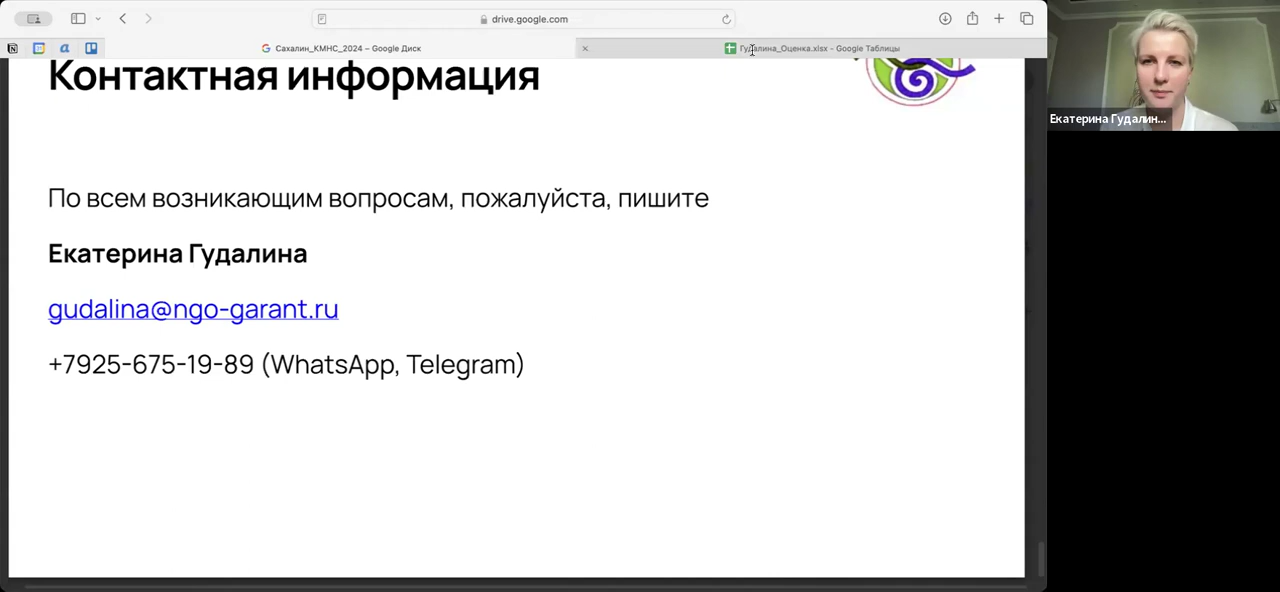 drive.google.com
Сахалин_КМНС_2024 – Google Диск
Гудалина_Оценка.xlsx - Google Таблицы
Контактная информация
По всем возникающим вопросам, пожалуйста, пишите
Екатерина Гудалина
gudalina@ngo-garant.ru
+7925-675-19-89 (WhatsApp, Telegram)
Екатерина Гудалин...